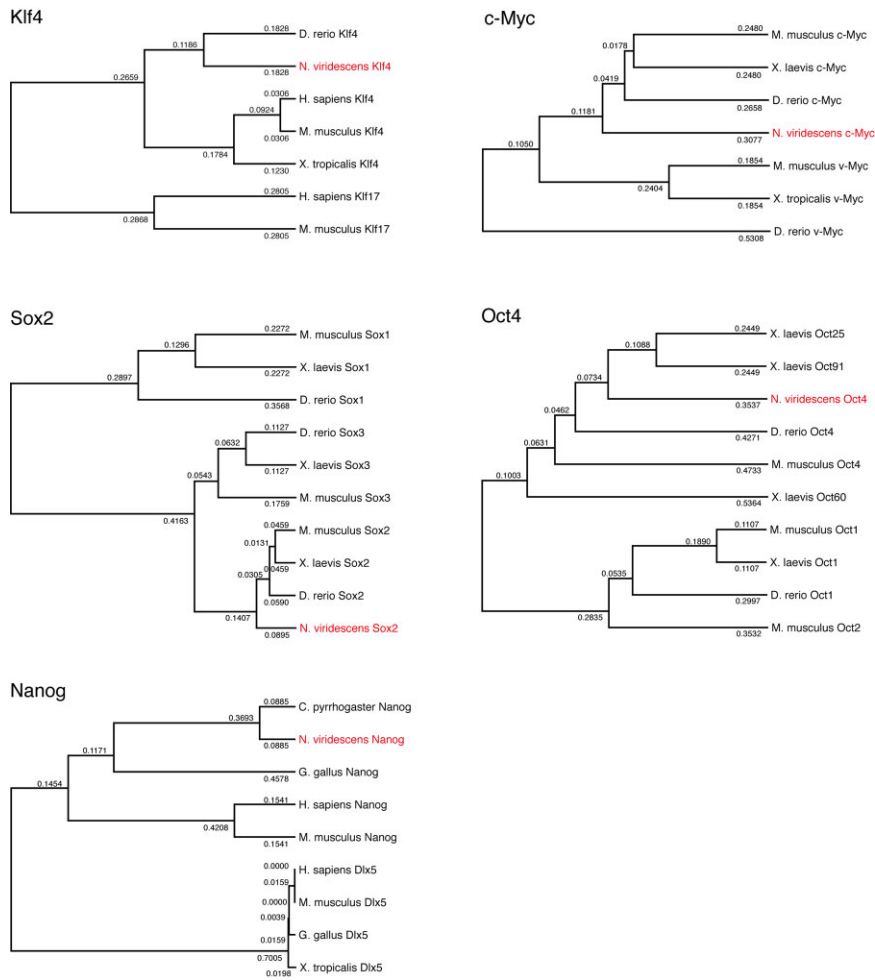 Klf4
0.1828
D. rerio Klf4
0.1186
N. viridescens Klf4
0.1828
0.2659
0.0306
H. sapiens Klf4
0.0924
M. musculus Klf4
0.0306
0.1784
X. tropicalis Klf4
0.1230
0.2805
H. sapiens Klf17
0.2868
M. musculus Klf17
0.2805
c-Myc
0.2480
M. musculus c-Myc
0.0178
X. laevis c-Myc
0.2480
0.0419
D. rerio c-Myc
0.2658
0.1181
N. viridescens c-Myc
0.3077
0.1050
0.1854
M. musculus v-Myc
0.2404
X. tropicalis v-Myc
0.1854
D. rerio v-Myc
0.5308
Sox2
0.2272
M. musculus Sox1
0.1296
X. laevis Sox1
0.2272
0.2897
D. rerio Sox1
0.3568
0.1127
D. rerio Sox3
0.0632
X. laevis Sox3
0.1127
0.0543
M. musculus Sox3
0.1759
0.4163
0.0459
M. musculus Sox2
0.0131
X. laevis Sox2
0.0459
0.0305
D. rerio Sox2
0.0590
0.1407
N. viridescens Sox2
0.0895
Oct4
0.2449
X. laevis Oct25
0.1088
X. laevis Oct91
0.2449
0.0734
N. viridescens Oct4
0.3537
0.0462
D. rerio Oct4
0.4271
0.0631
M. musculus Oct4
0.4733
0.1003
X. laevis Oct60
0.5364
0.1107
M. musculus Oct1
0.1890
X. laevis Oct1
0.1107
0.0535
D. rerio Oct1
0.2997
0.2835
M. musculus Oct2
0.3532
Nanog
0.0885
C. pyrrhogaster Nanog
0.3693
N. viridescens Nanog
0.0885
0.1171
G. gallus Nanog
0.4578
0.1454
0.1541
H. sapiens Nanog
0.4208
M. musculus Nanog
0.1541
0.0000
H. sapiens Dlx5
0.0159
M. musculus Dlx5
0.0000
0.0039
G. gallus Dlx5
0.0159
0.7005
X. tropicalis Dlx5
0.0198